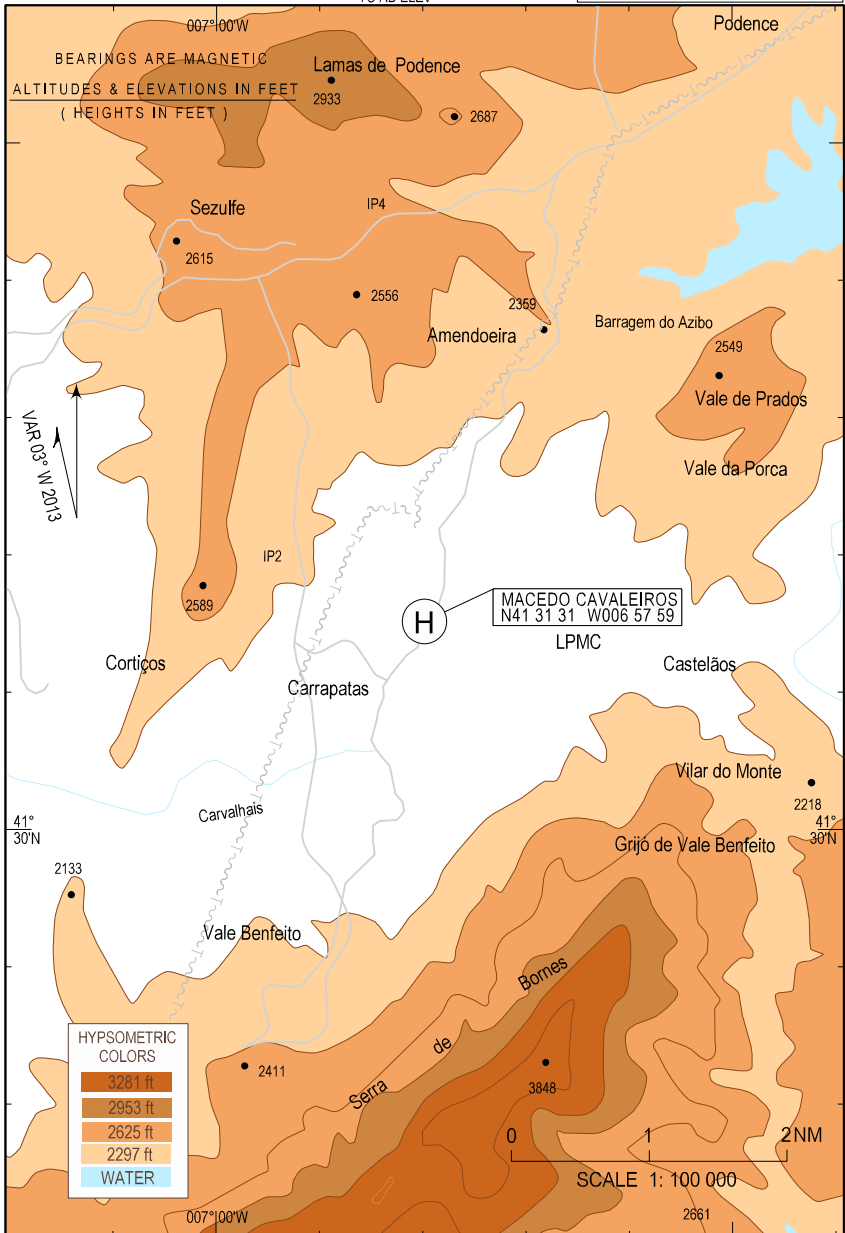 007° 00'W
Podence
BEARINGS ARE MAGNETIC
ALTITUDES & ELEVATIONS IN FEET
( HEIGHTS IN FEET )
Lamas de Podence
2933
2687
Sezulfe
IP4
2615
2556
2359
Amendoeira
Barragem do Azibo
2549
Vale de Prados
VAR 03° W 2013
Vale da Porca
IP2
2589
MACEDO CAVALEIROS
N41 31 31 W006 57 59
H
LPMC
Cortiços
Castelãos
Carrapatas
Vilar do Monte
2218
Carvalhais
41°
30'N
41°
30'N
Grijó de Vale Benfeito
2133
Vale Benfeito
Serra de Bornes
HYPSOMETRIC
COLORS
3281 ft
2953 ft
2625 ft
2297 ft
WATER
2411
3848
0 1 2NM
SCALE 1: 100 000
007° 00'W
2661